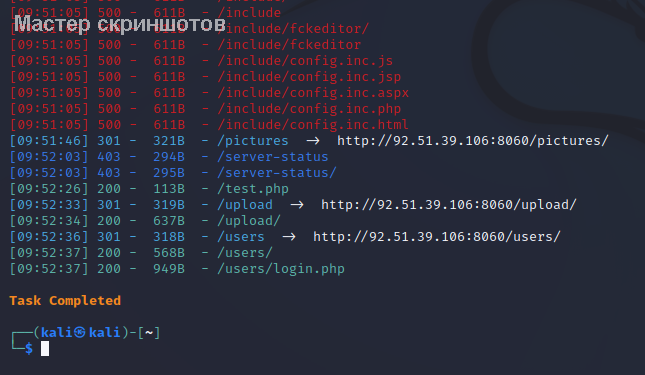 [09:51:05] 500 -  611B  - /include
Мастер скриншотов
[09:51:05] 500 -  611B  - /include/fckeditor/
[09:51:05] 500 -  611B  - /include/fckeditor
[09:51:05] 500 -  611B  - /include/config.inc.js
[09:51:05] 500 -  611B  - /include/config.inc.jsp
[09:51:05] 500 -  611B  - /include/config.inc.aspx
[09:51:05] 500 -  611B  - /include/config.inc.php
[09:51:05] 500 -  611B  - /include/config.inc.html
[09:51:46] 301 -  321B  - /pictures  ->  http://92.51.39.106:8060/pictures/
[09:52:03] 403 -  294B  - /server-status
[09:52:03] 403 -  295B  - /server-status/
[09:52:26] 200 -  113B  - /test.php
[09:52:33] 301 -  319B  - /upload  ->  http://92.51.39.106:8060/upload/
[09:52:34] 200 -  637B  - /upload/
[09:52:36] 301 -  318B  - /users  ->  http://92.51.39.106:8060/users/
[09:52:37] 200 -  568B  - /users/
[09:52:37] 200 -  949B  - /users/login.php
Task Completed
┌──(kali㉿kali)-[~]
└─$